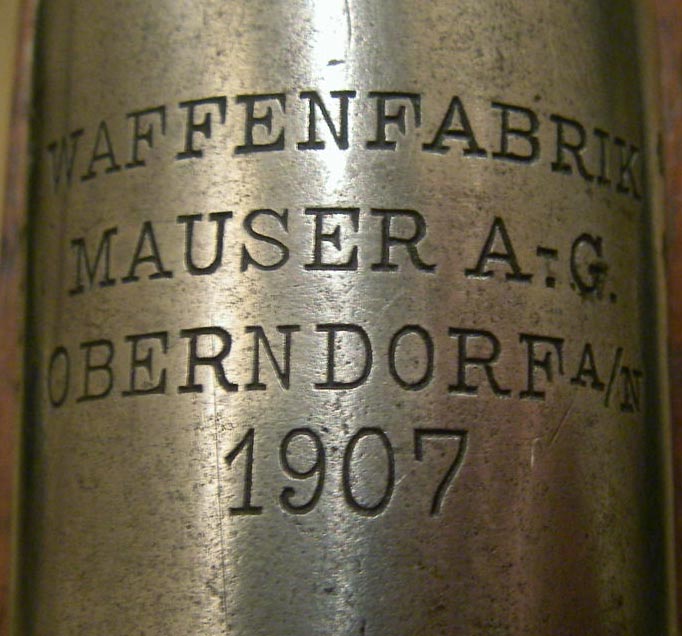 WAFFENFABRIK
MAUSER A.-G.
OBERNDORF A/N
1907